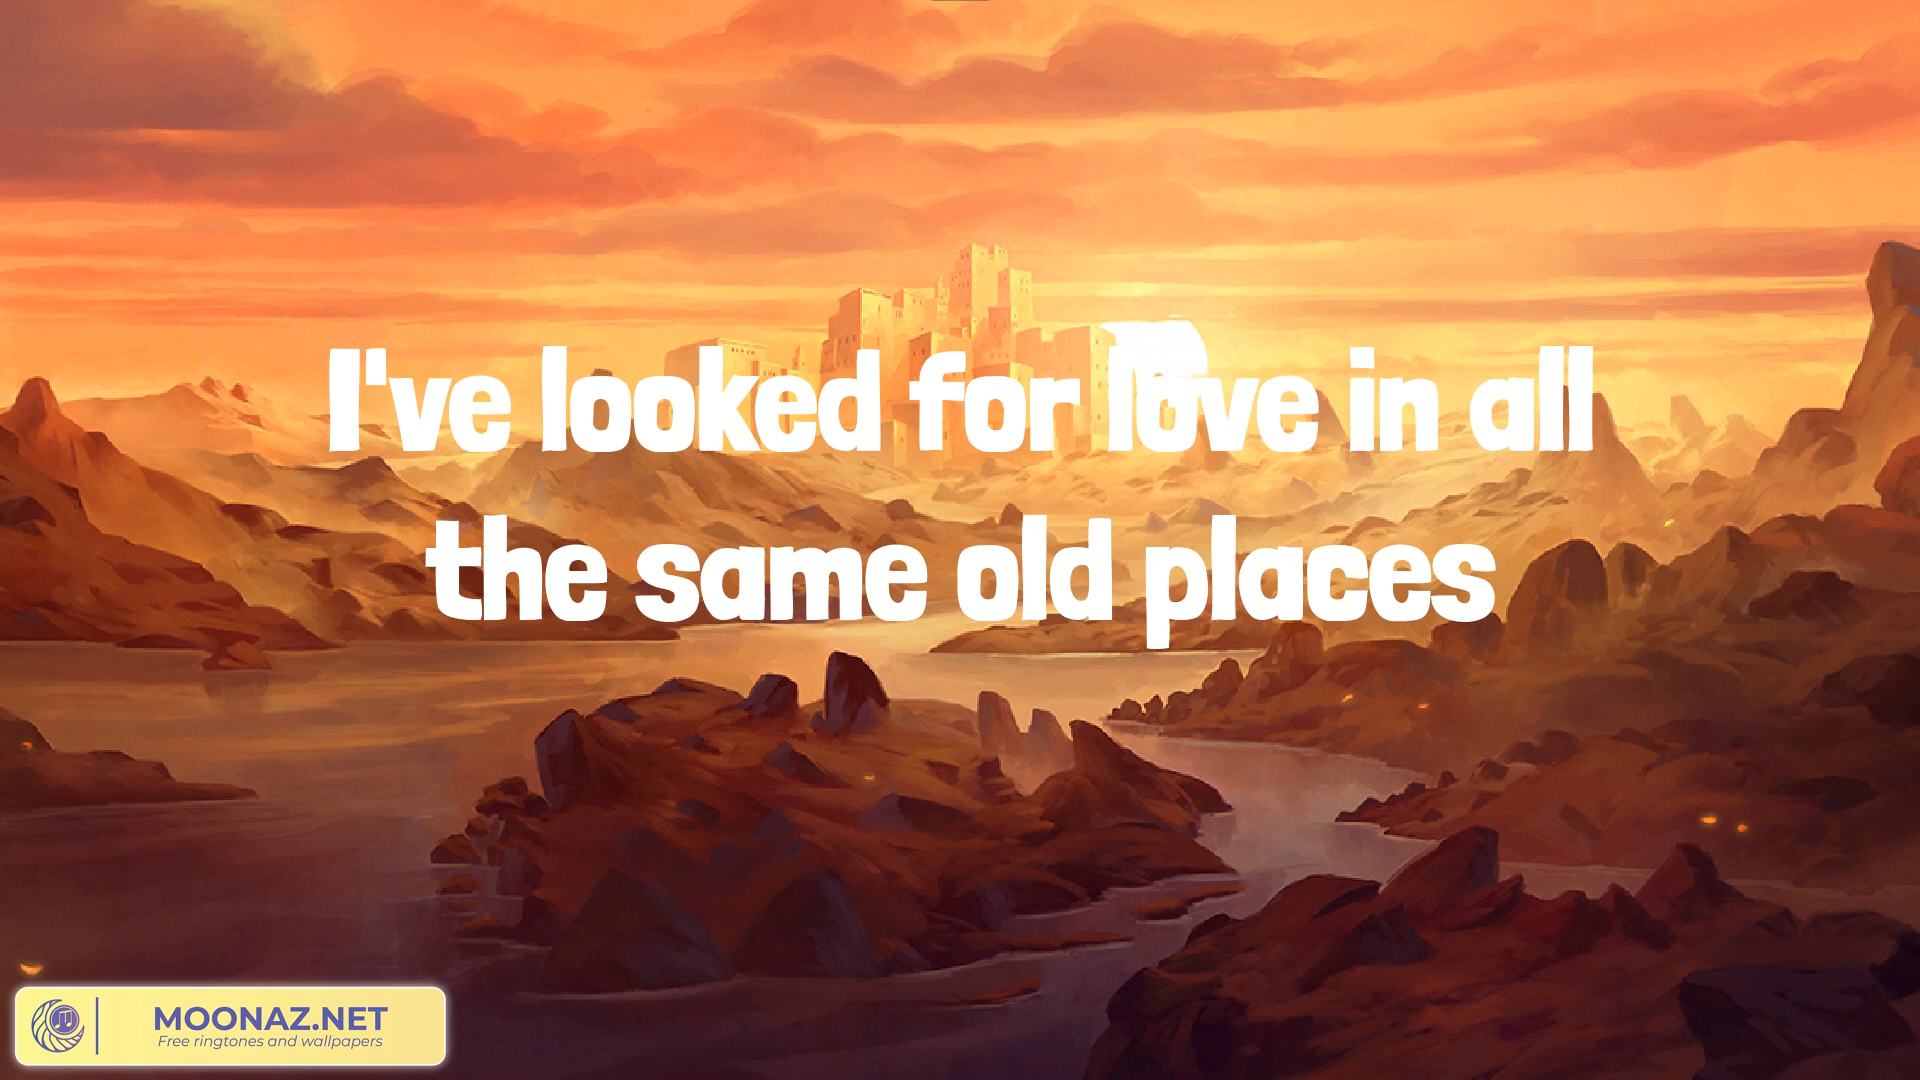 I've looked for love in all
the same old places
MOONAZ.NET
Free ringtones and wallpapers